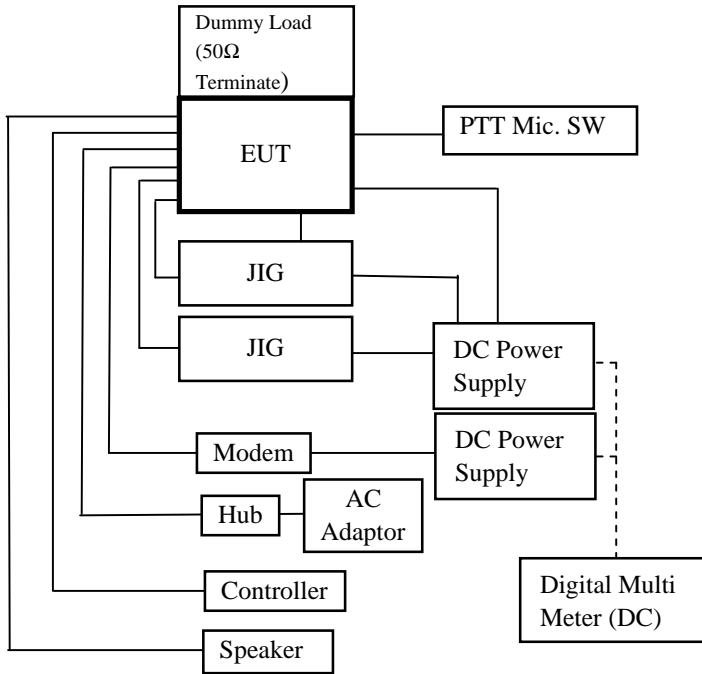 Dummy Load
(50Ω
Terminate)
EUT
PTT Mic. SW
JIG
JIG
DC Power
Supply
Modem
DC Power
Supply
Hub
AC
Adaptor
Controller
Digital Multi
Meter (DC)
Speaker